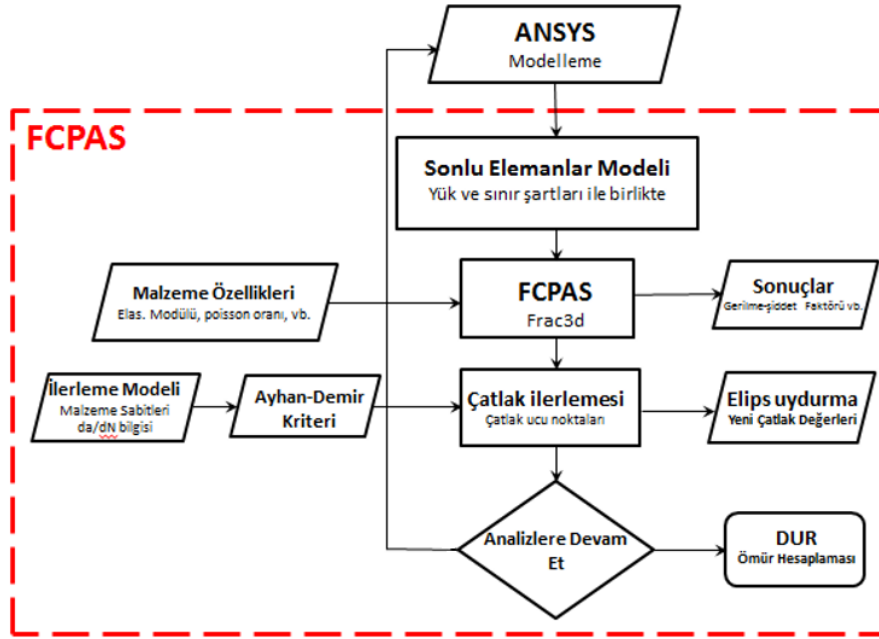 ANSYS
Modelleme
FCPAS
Sonlu Elemanlar Modeli
Yük ve sınır şartları ile birlikte
Malzeme Özellikleri
Elas. Modülü, poisson oranı, vb.
FCPAS
Frac3d
Sonuçlar
Gerilme-şiddet Faktörü vb.
İlerleme Modeli
Malzeme Sabitleri
da/dN bilgisi
Ayhan-Demir
Kriteri
Çatlak ilerlemesi
Çatlak ucu noktaları
Elips uydurma
Yeni Çatlak Değerleri
Analizlere Devam
Et
DUR
Ömür Hesaplaması